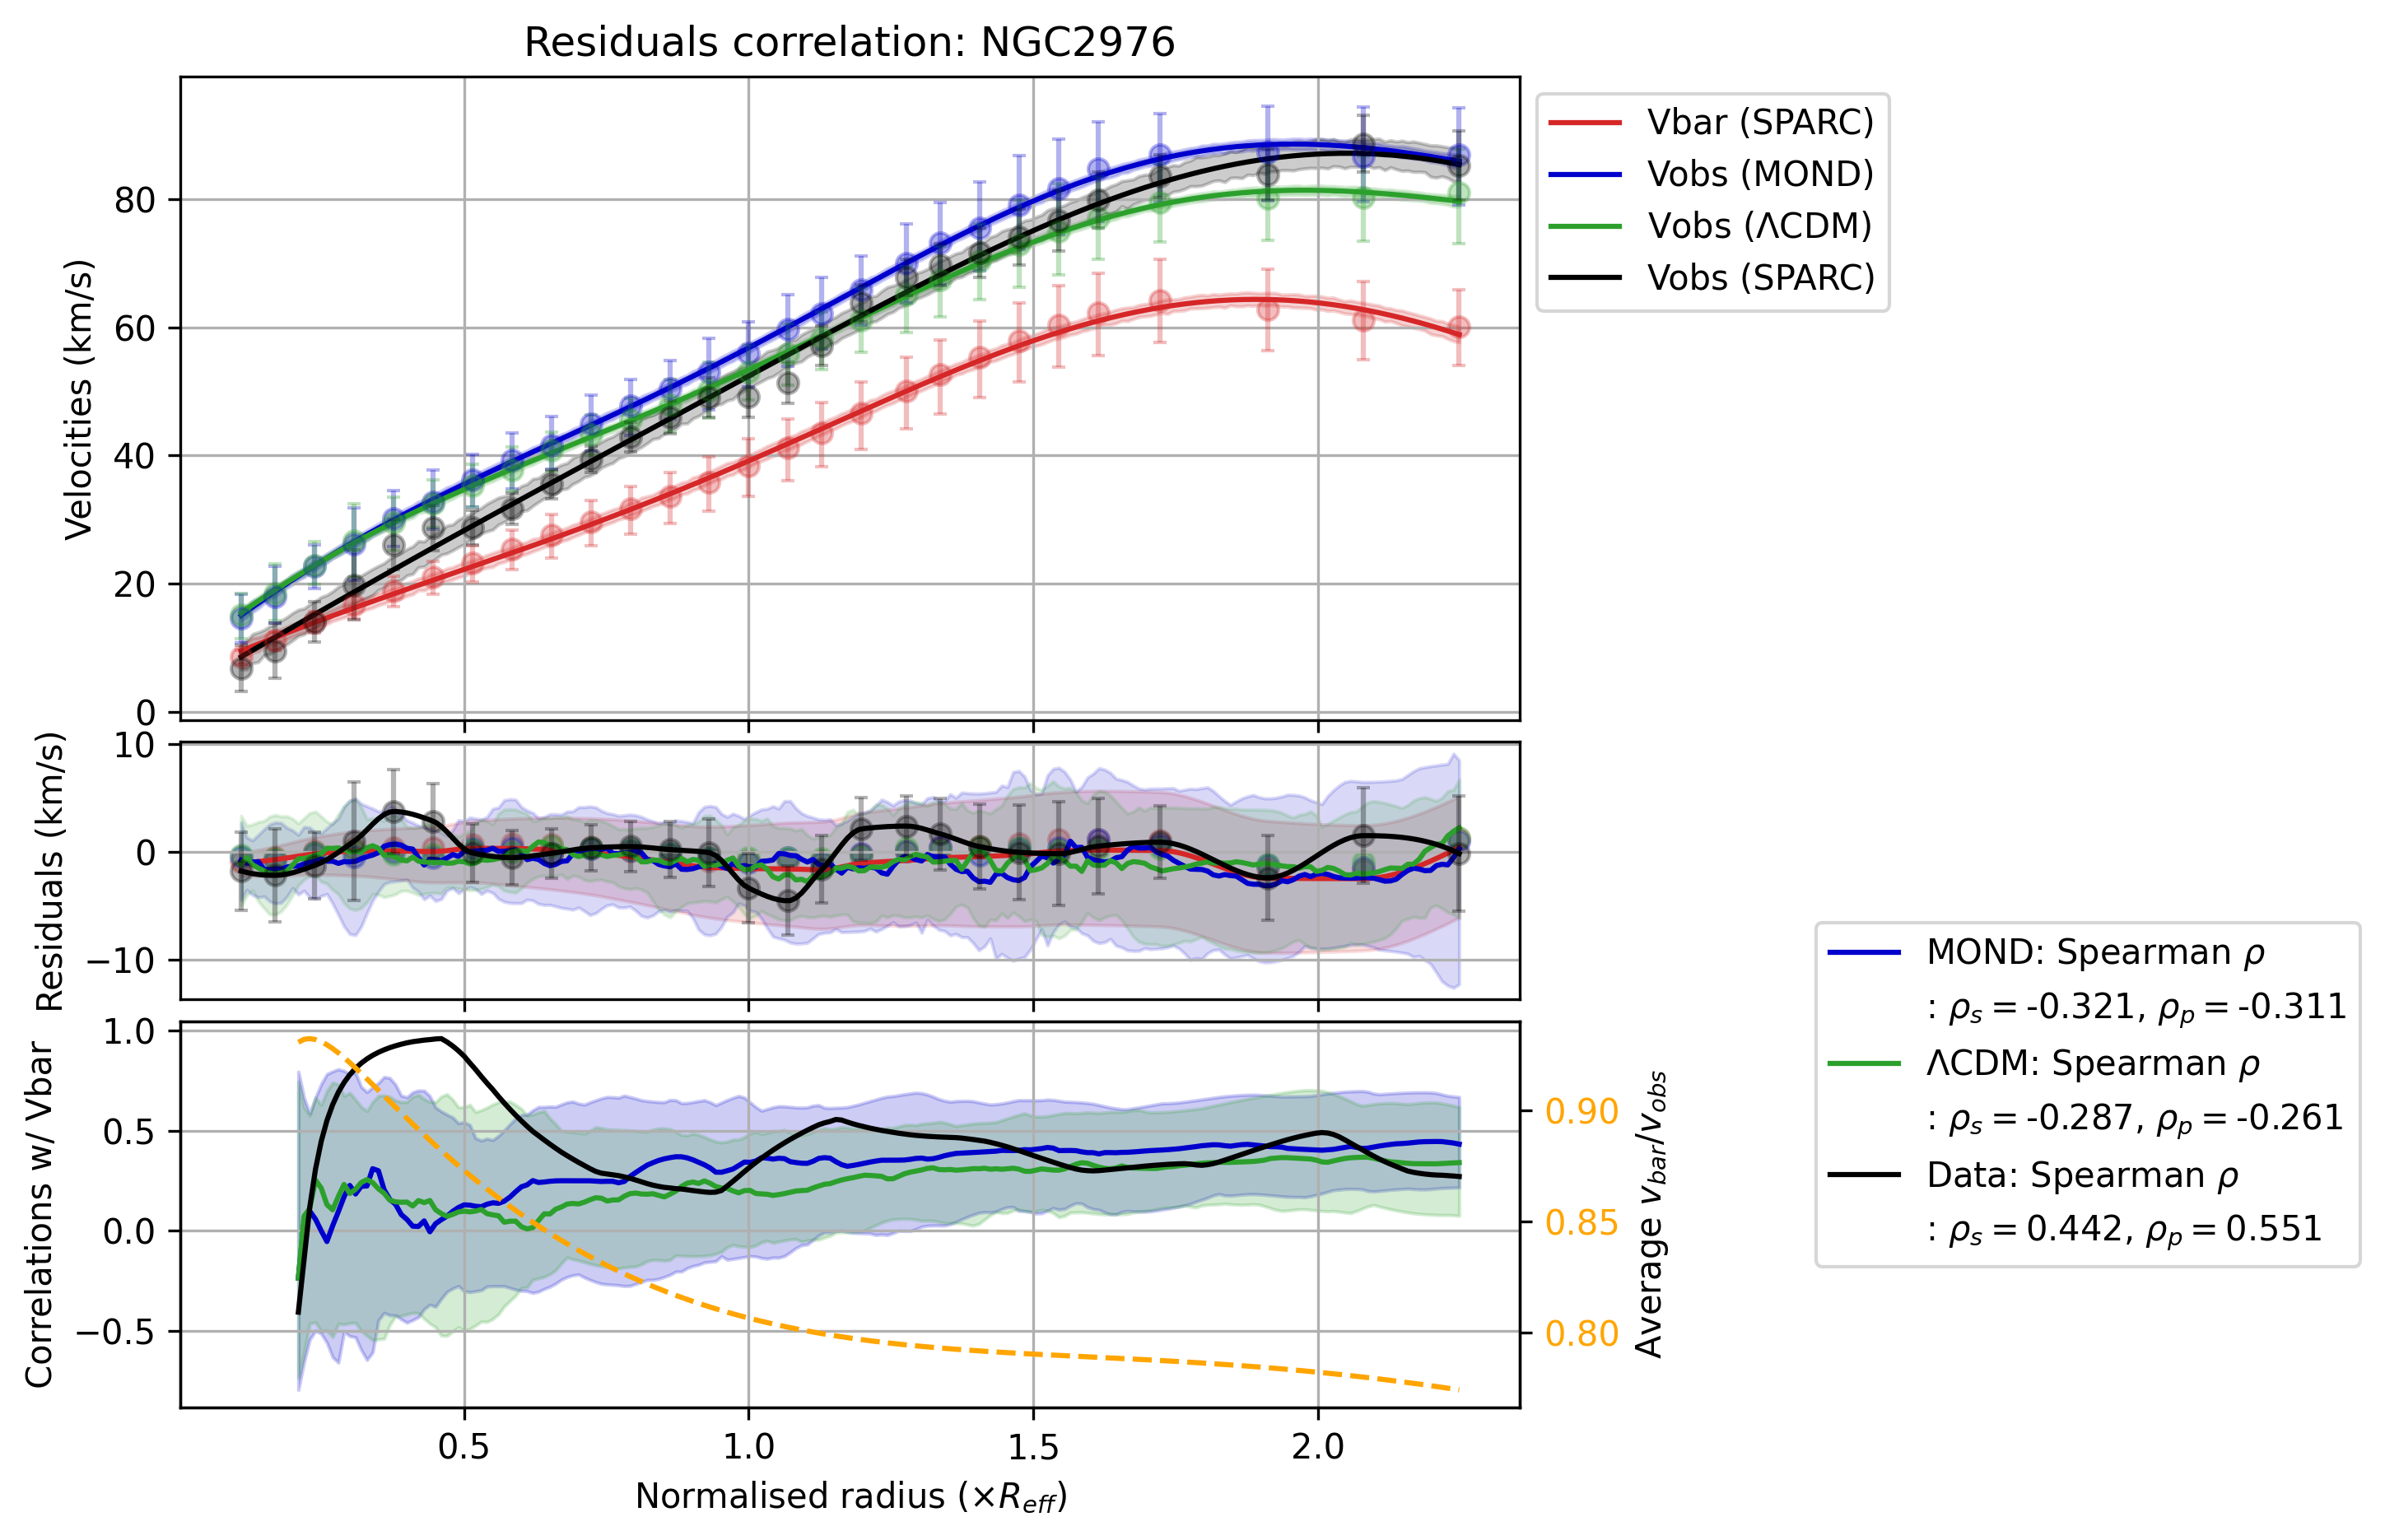 Residuals correlation: NGC2976
Velocities (km/s)
80
60
40
20
0
Vbar (SPARC)
Vobs (MOND)
Vobs (ΛCDM)
Vobs (SPARC)
Residuals (km/s)
10
0
−10
Correlations w/ Vbar
1.0
0.5
0.0
−0.5
0.90
0.85
0.80
Average v_bar/v_obs
MOND: Spearman ρ
: ρ_s = -0.321, ρ_p = -0.311
ΛCDM: Spearman ρ
: ρ_s = -0.287, ρ_p = -0.261
Data: Spearman ρ
: ρ_s = 0.442, ρ_p = 0.551
0.5 1.0 1.5 2.0
Normalised radius (×R_eff)